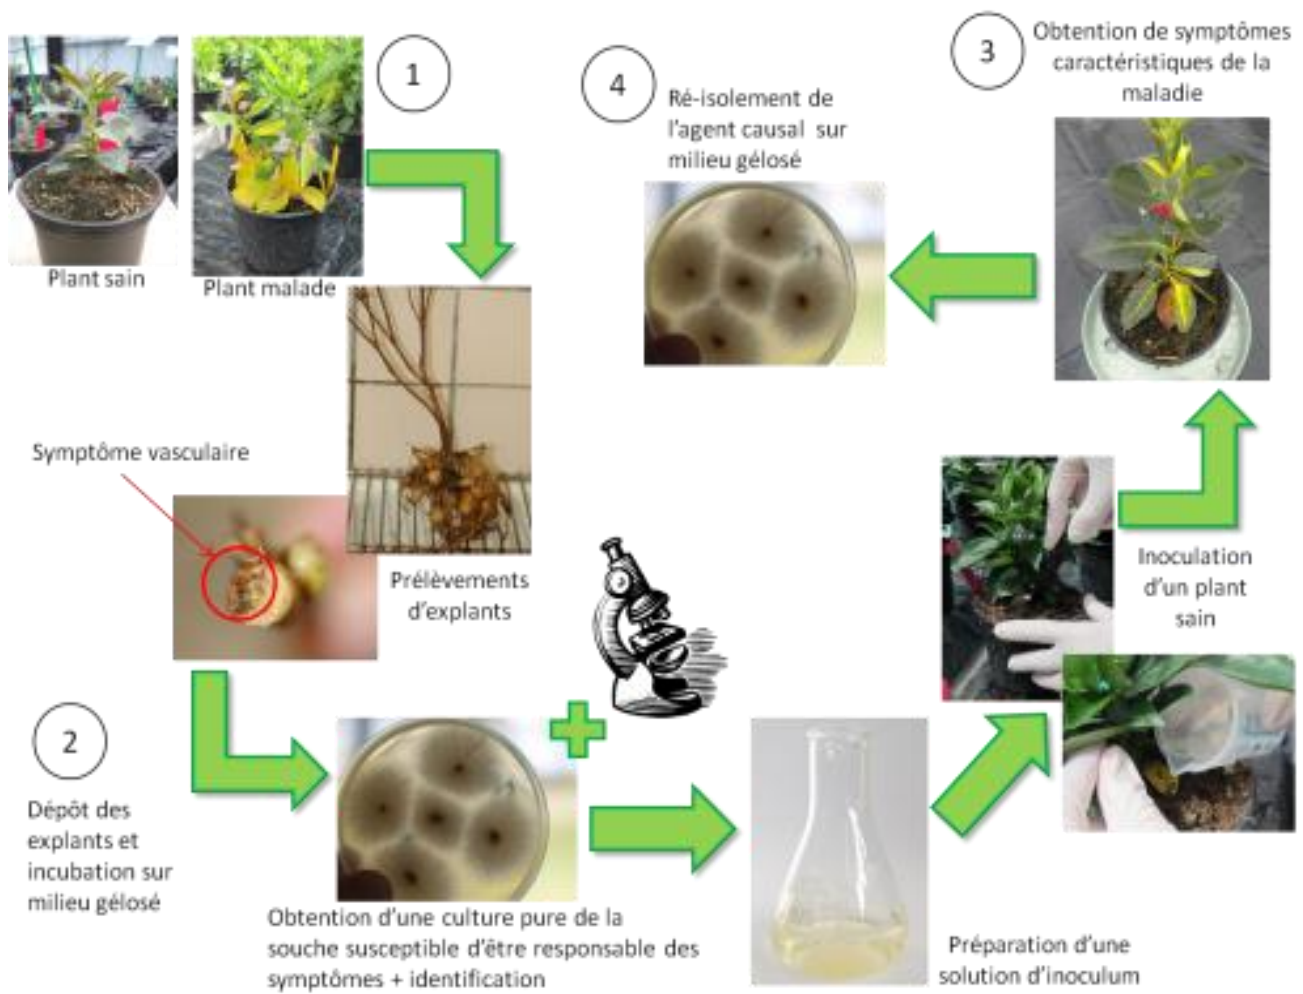 1
Plant sain
Plant malade
Symptôme vasculaire
Prélèvements
d'explants
2
Dépôt des
explants et
incubation sur
milieu gélosé
Obtention d'une culture pure de la
souche susceptible d'être responsable des
symptômes + identification
Préparation d'une
solution d'inoculum
Inoculation
d'un plant
sain
3
Obtention de symptômes
caractéristiques de la
maladie
4
Ré-isolement de
l'agent causal sur
milieu gélosé